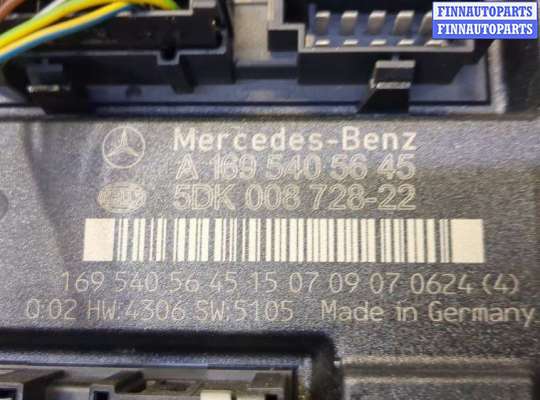 FINNAUTOPARTS
FINNAUTOPARTS
Mercedes-Benz
A 169 540 56 45
5DK 008 728-22
169 540 56 45 15 07 09 07 0624 (4)
0:02 HW:4306 SW:5105 Made in Germany